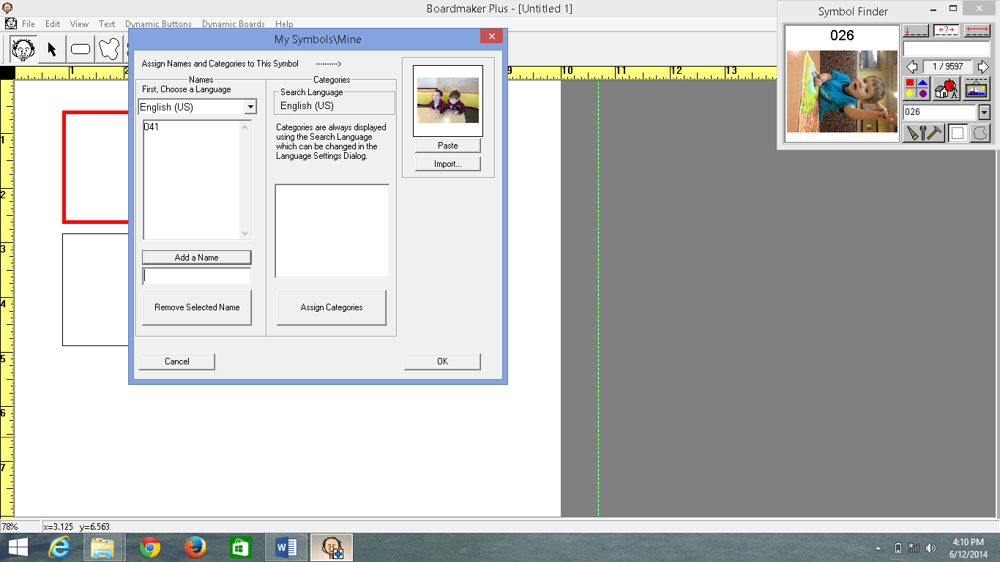 Boardmaker Plus - [Untitled 1]
File Edit View Text Dynamic Buttons Dynamic Boards Help
My Symbols\Mine
Assign Names and Categories to This Symbol ---------->
Names
First, Choose a Language
English (US)
041
Add a Name
Remove Selected Name
Categories
Search Language
English (US)
Categories are always displayed
using the Search Language
which can be changed in the
Language Settings Dialog.
Assign Categories
Paste
Import...
Cancel
OK
Symbol Finder
026
?
1 / 9597
026
1 2 9 10 11 12 13
1
2
3
4
5
6
7
78% x=3.125 y=6.563
4:10 PM
6/12/2014